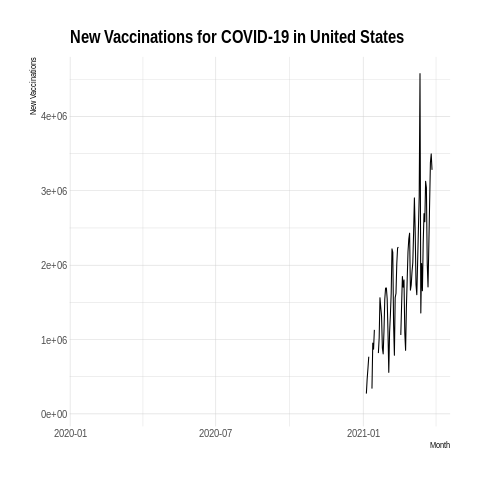 New Vaccinations for COVID-19 in United States
New Vaccinations
4e+06
3e+06
2e+06
1e+06
0e+00
2020-01 2020-07 2021-01
Month